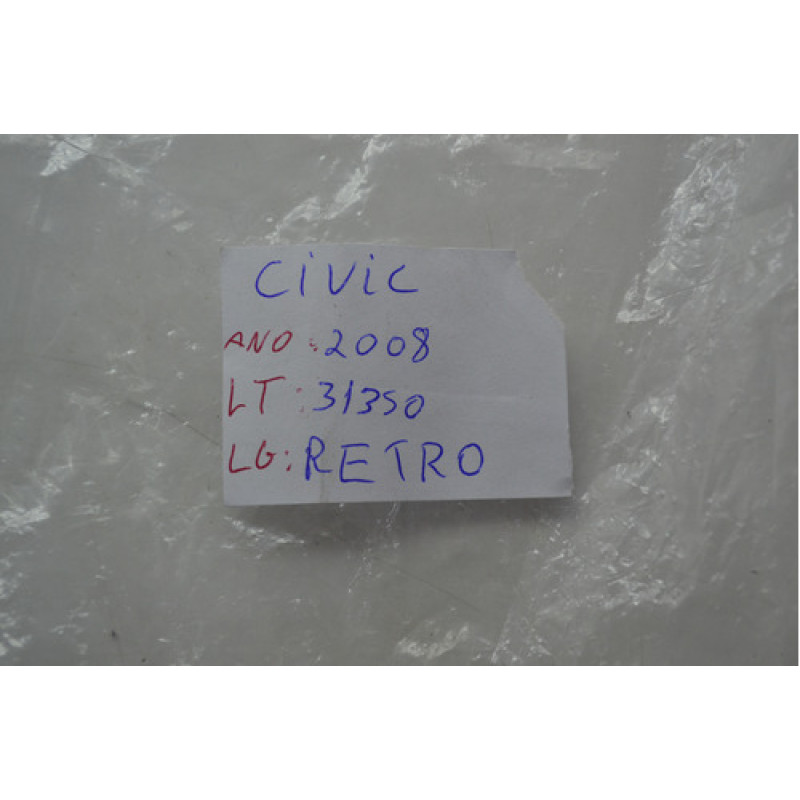 CiViC
ANO: 2008
LT: 31350
LG: RETRO